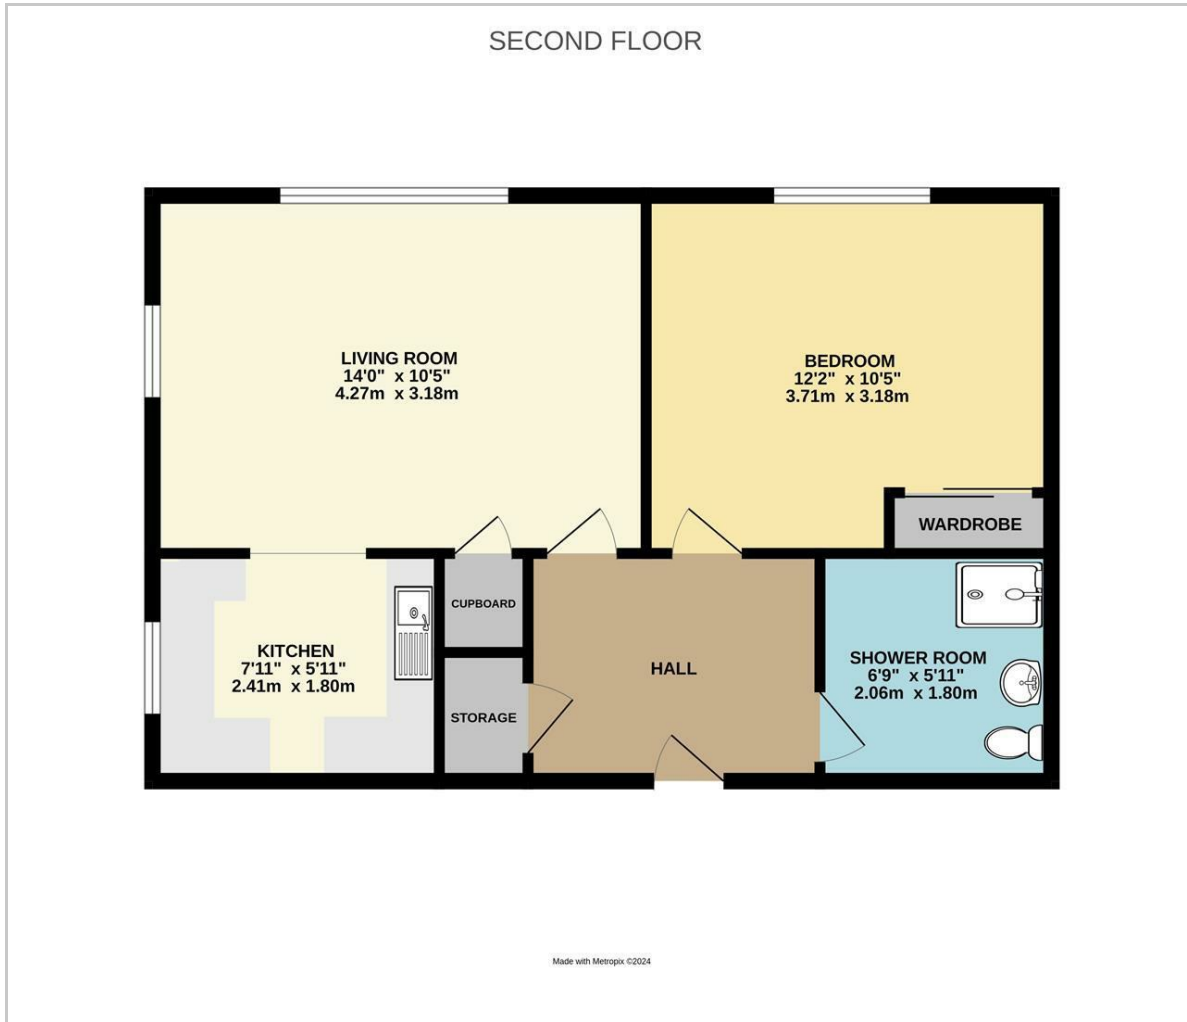 SECOND FLOOR
LIVING ROOM
14'0" x 10'5"
4.27m x 3.18m
BEDROOM
12'2" x 10'5"
3.71m x 3.18m
WARDROBE
CUPBOARD
KITCHEN
7'11" x 5'11"
2.41m x 1.80m
HALL
SHOWER ROOM
6'9" x 5'11"
2.06m x 1.80m
STORAGE
Made with Metropix ©2024